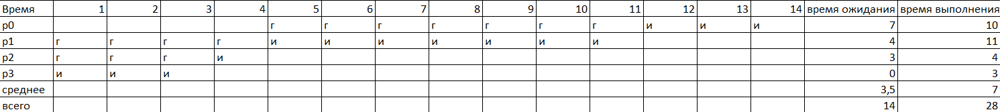 Время 1 2 3 4 5 6 7 8 9 10 11 12 13 14 время ожидания время выполнения
p0 г г г г г г г и и и 7 10
p1 г г г г и и и и и и и 4 11
p2 г г г и 3 4
p3 и и и 0 3
среднее 3,5 7
всего 14 28